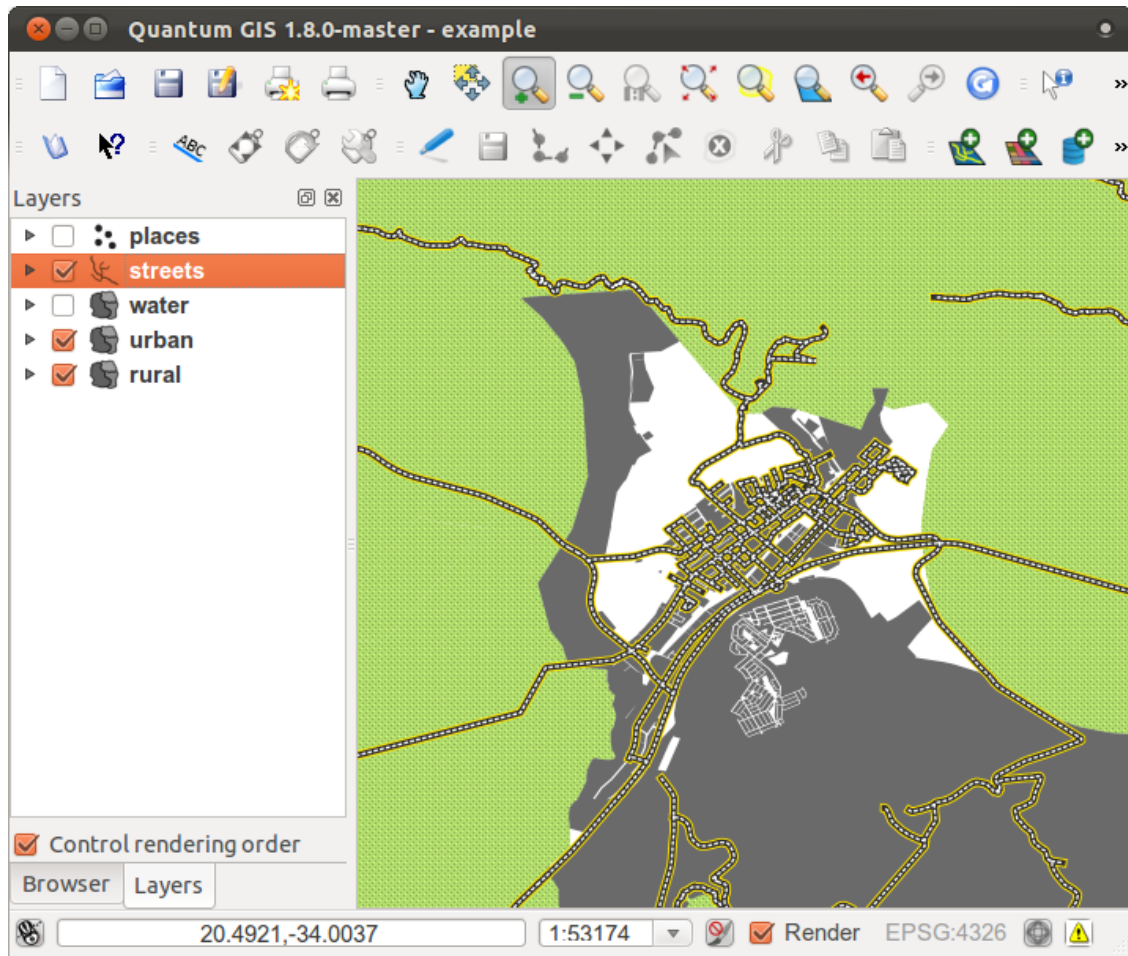 Quantum GIS 1.8.0-master - example
»
ABC
»
Layers
places
streets
water
urban
rural
Control rendering order
Browser
Layers
20.4921,-34.0037
1:53174
Render
EPSG:4326